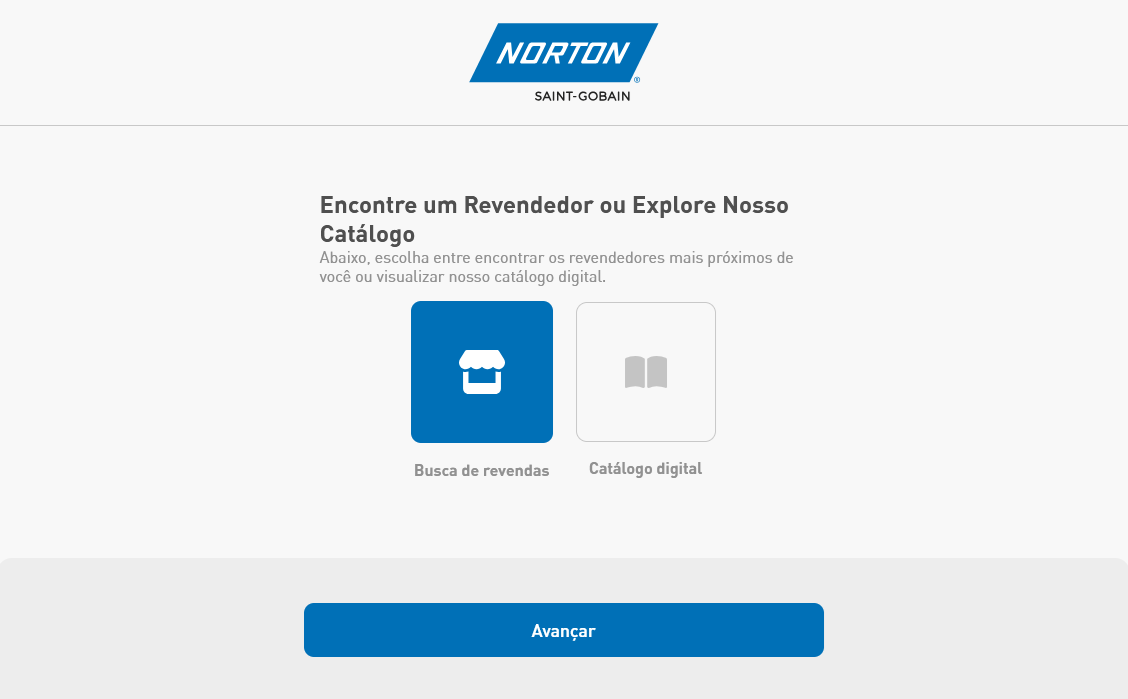 NORTON
®
SAINT-GOBAIN
Encontre um Revendedor ou Explore Nosso
Catálogo
Abaixo, escolha entre encontrar os revendedores mais próximos de
você ou visualizar nosso catálogo digital.
Busca de revendas
Catálogo digital
Avançar